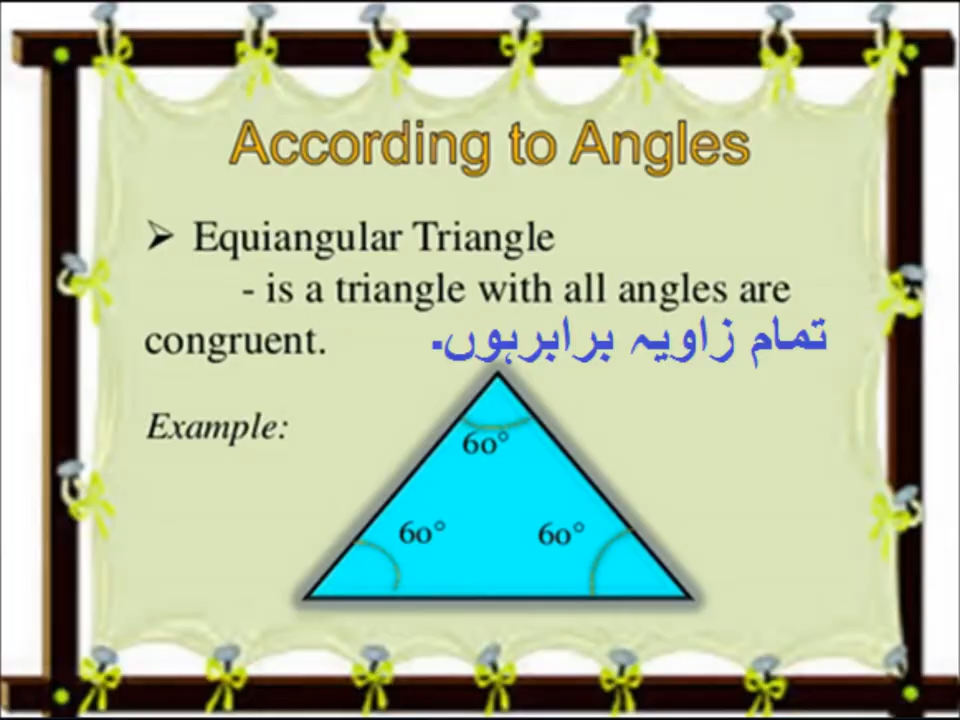 According to Angles
➢ Equiangular Triangle
- is a triangle with all angles are
congruent. تمام زاویہ برابرہوں۔
Example:
60°
60° 60°